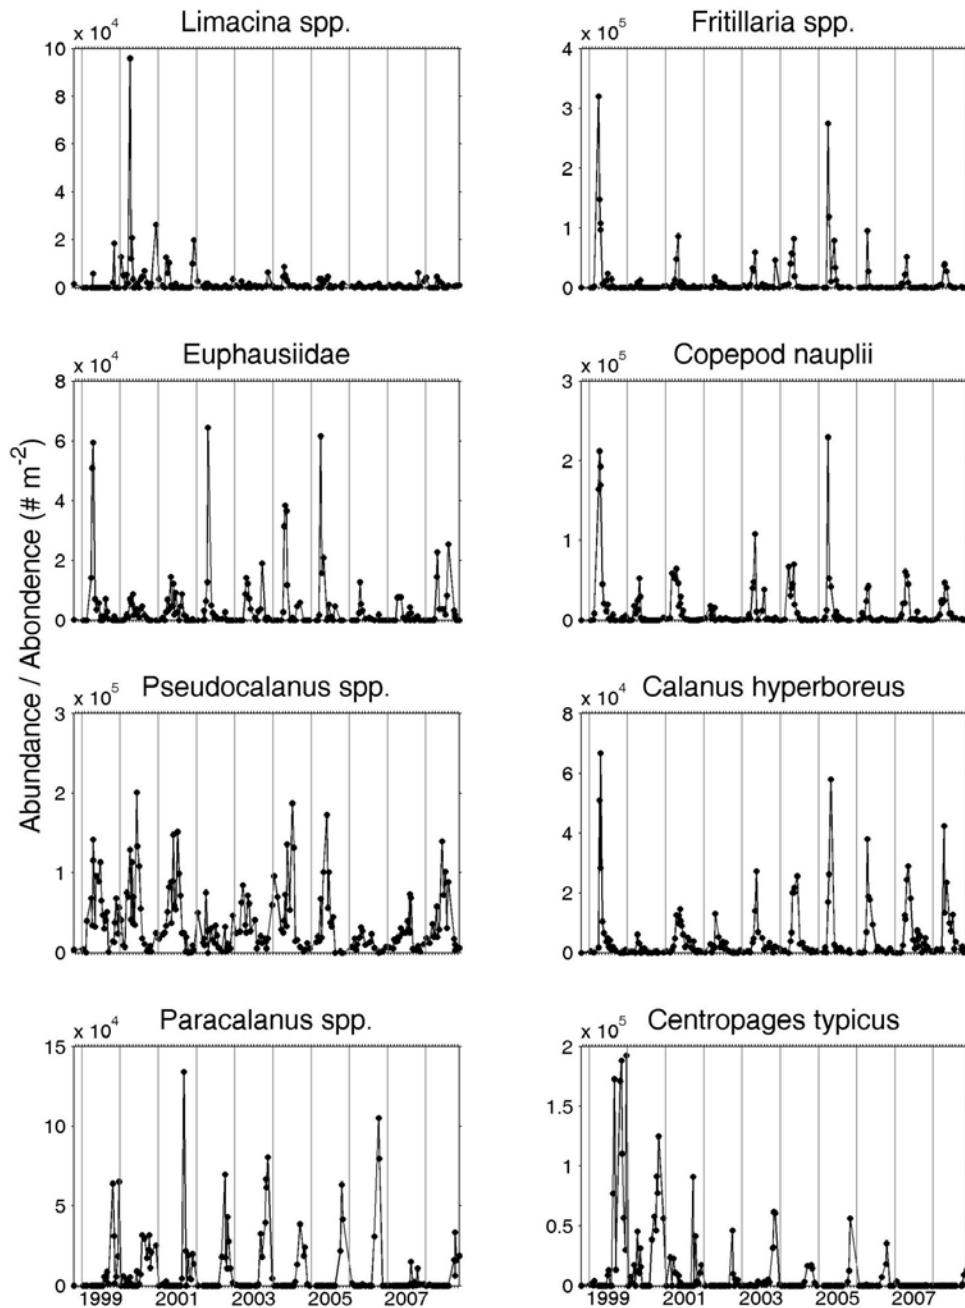 Limacina spp.
x 10^4
10
8
6
4
2
0
Fritillaria spp.
x 10^5
4
3
2
1
0
Euphausiidae
x 10^4
8
6
4
2
0
Copepod nauplii
x 10^5
3
2
1
0
Abundance / Abondence (# m^-2)
Pseudocalanus spp.
x 10^5
3
2
1
0
Calanus hyperboreus
x 10^4
8
6
4
2
0
Paracalanus spp.
x 10^4
15
10
5
0
1999 2001 2003 2005 2007
Centropages typicus
x 10^5
2
1.5
1
0.5
0
1999 2001 2003 2005 2007